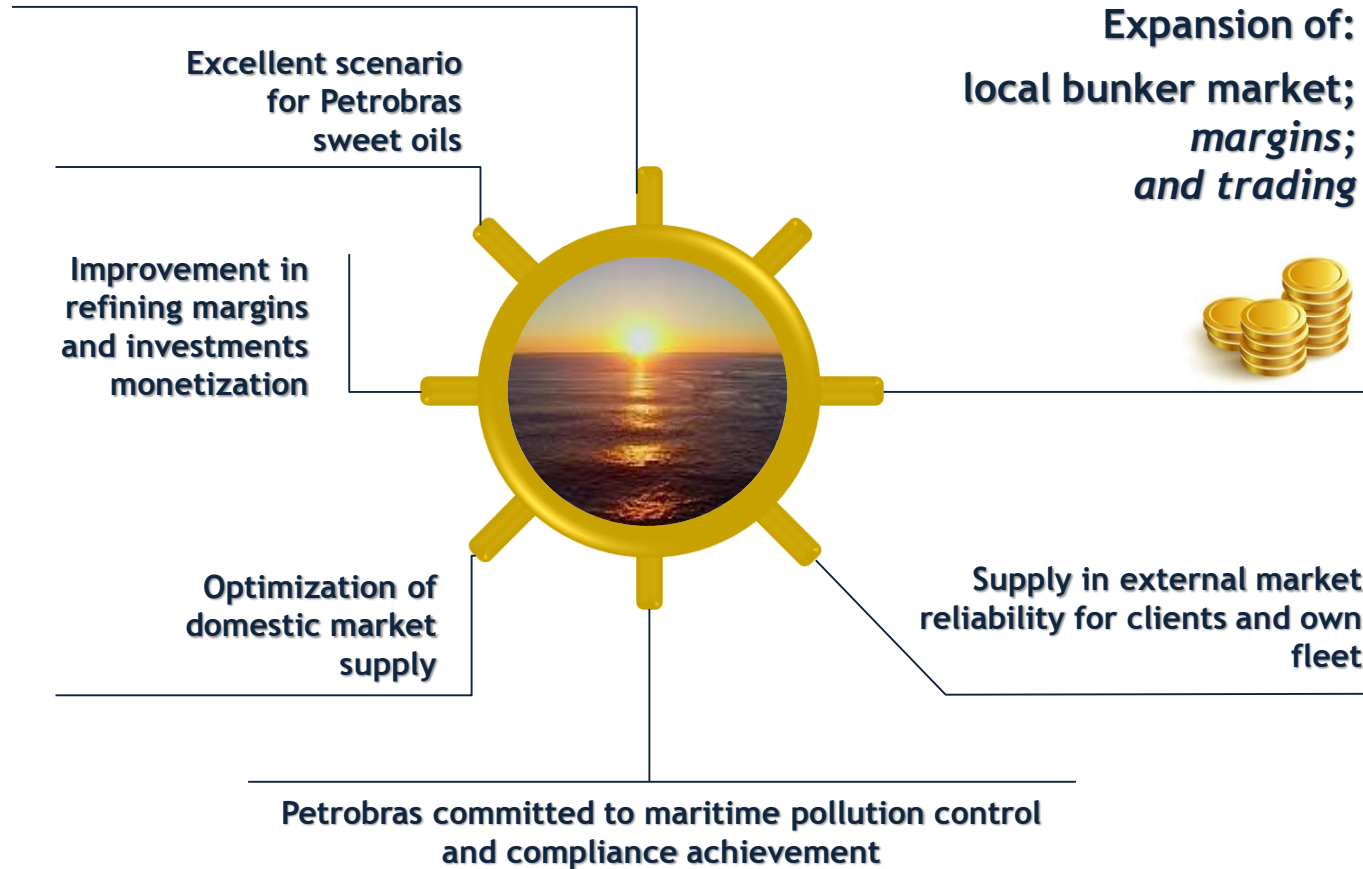 Excellent scenario
for Petrobras
sweet oils
Expansion of:
local bunker market;
margins;
and trading
Improvement in
refining margins
and investments
monetization
Optimization of
domestic market
supply
Supply in external market
reliability for clients and own
fleet
Petrobras committed to maritime pollution control
and compliance achievement